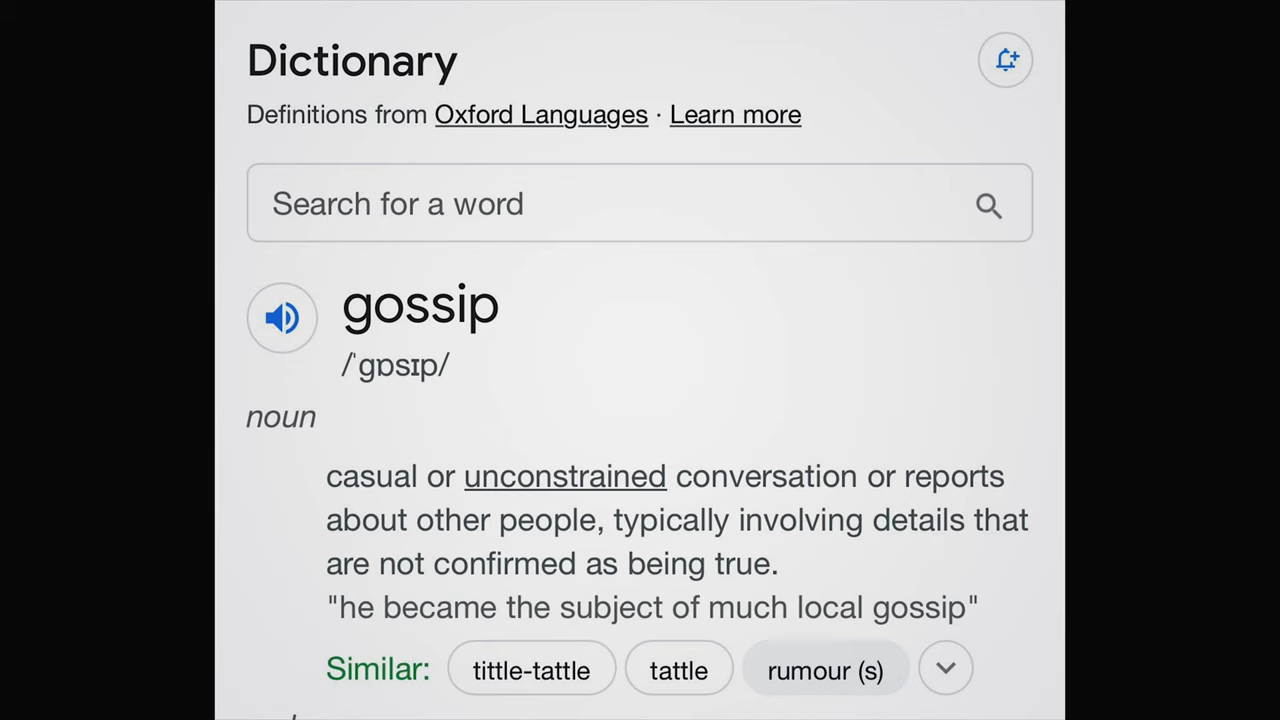 Dictionary
Definitions from Oxford Languages · Learn more
Search for a word
gossip
/ˈɡɒsɪp/
noun
casual or unconstrained conversation or reports
about other people, typically involving details that
are not confirmed as being true.
"he became the subject of much local gossip"
Similar: tittle-tattle tattle rumour (s)